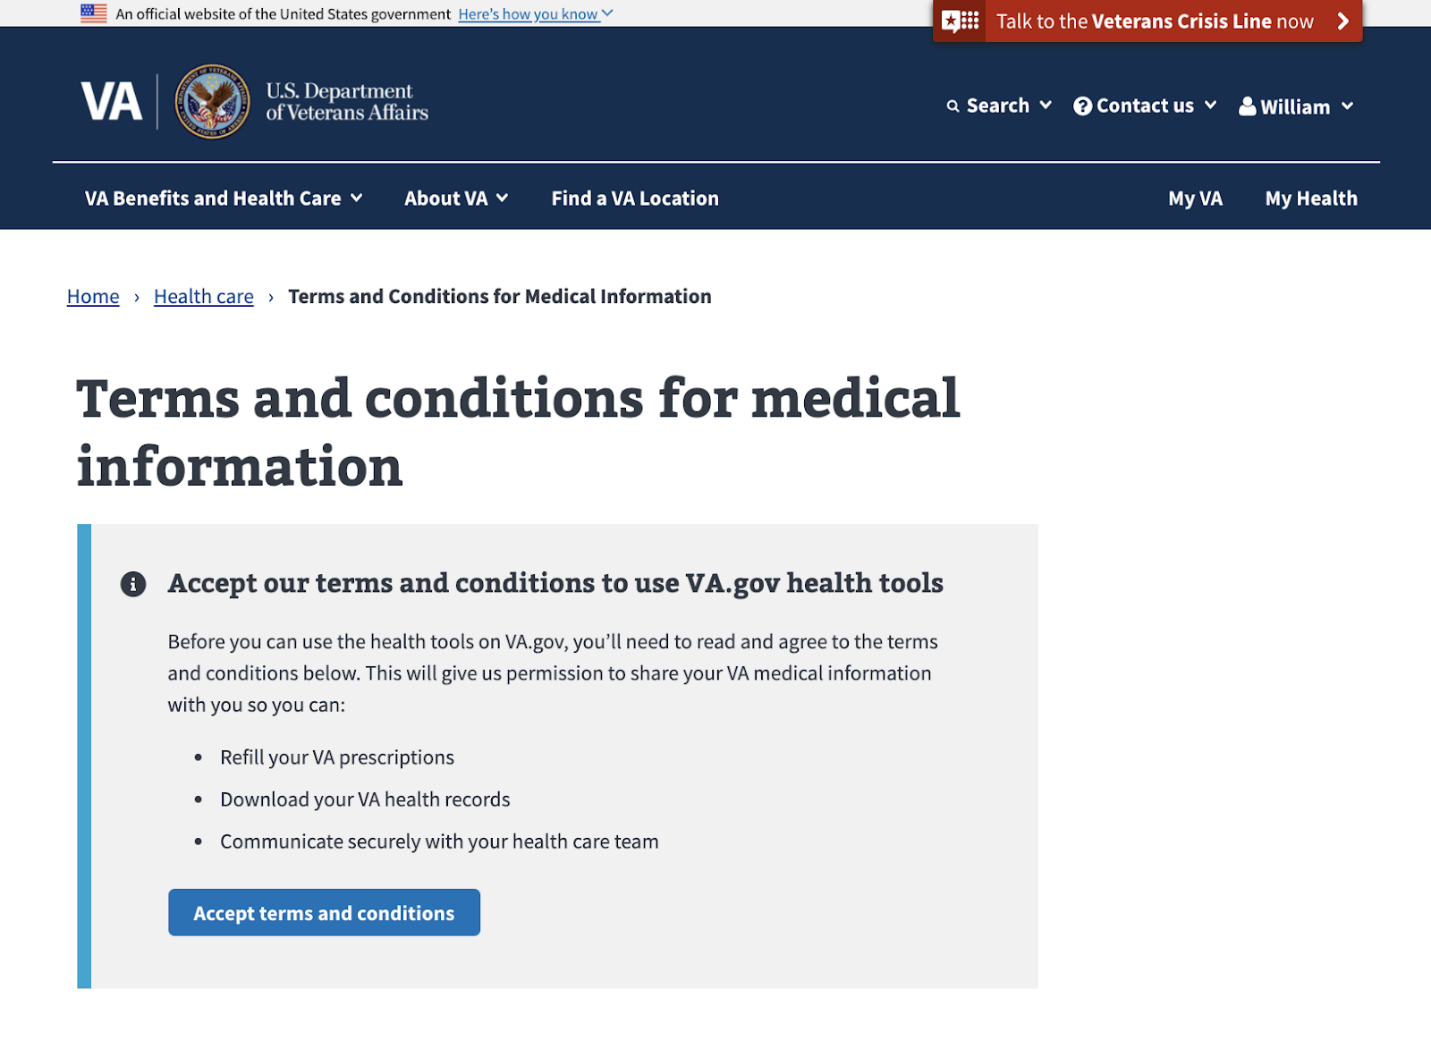 An official website of the United States government Here's how you know
Talk to the Veterans Crisis Line now
VA
U.S. Department
of Veterans Affairs
Search
Contact us
William
VA Benefits and Health Care
About VA
Find a VA Location
My VA
My Health
Home › Health care › Terms and Conditions for Medical Information
Terms and conditions for medical
information
Accept our terms and conditions to use VA.gov health tools
Before you can use the health tools on VA.gov, you’ll need to read and agree to the terms
and conditions below. This will give us permission to share your VA medical information
with you so you can:
• Refill your VA prescriptions
• Download your VA health records
• Communicate securely with your health care team
Accept terms and conditions